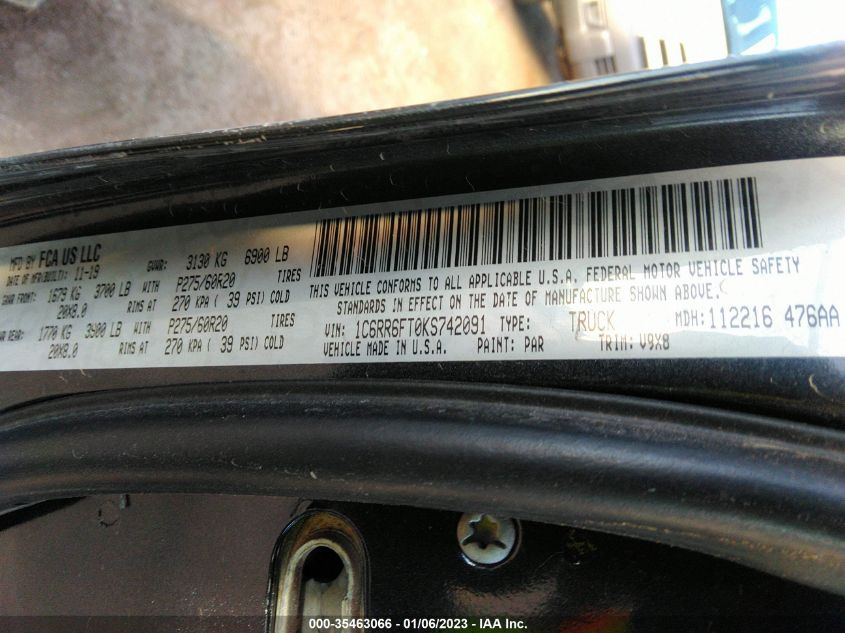 MFD BY FCA US LLC
DATE OF MFR(BUILT): 11-19
GVWR: 3130 KG 6900 LB
GAWR FRONT: 1679 KG 3700 LB WITH P275/60R20 TIRES
20X8.0 RIMS AT 270 KPA ( 39 PSI) COLD
WR REAR: 1770 KG 3900 LB WITH P275/60R20 TIRES
20X8.0 RIMS AT 270 KPA ( 39 PSI) COLD
THIS VEHICLE CONFORMS TO ALL APPLICABLE U.S.A. FEDERAL MOTOR VEHICLE SAFETY
STANDARDS IN EFFECT ON THE DATE OF MANUFACTURE SHOWN ABOVE.
VIN: 1C6RR6FT0KS742091 TYPE: TRUCK MDH: 112216 476AA
VEHICLE MADE IN U.S.A. PAINT: PAR TRIM: V9X8
000-35463066 - 01/06/2023 - IAA Inc.